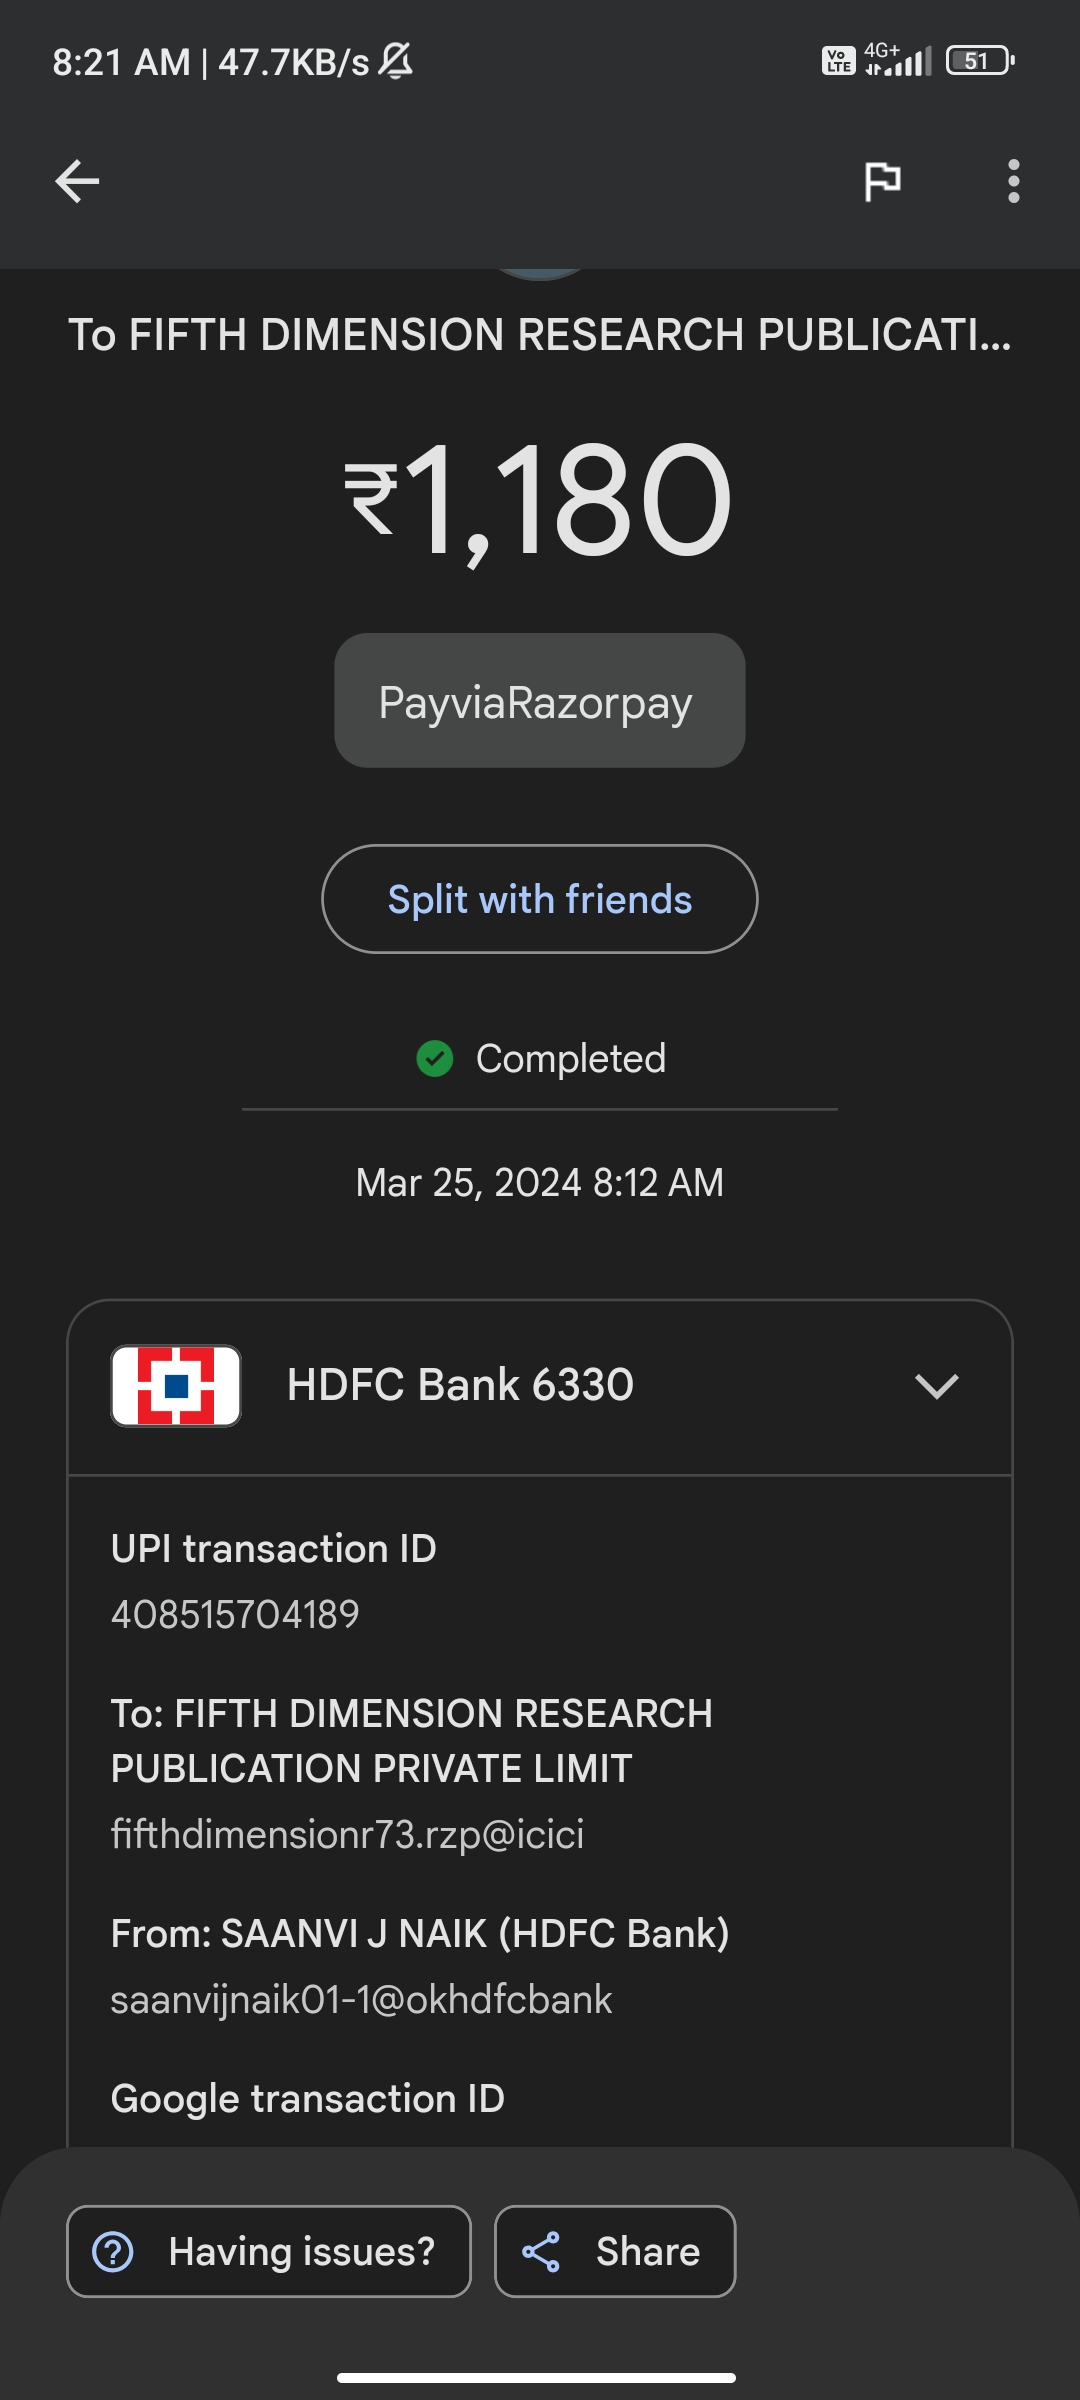 8:21 AM | 47.7KB/s
Vo LTE 4G+ 51
To FIFTH DIMENSION RESEARCH PUBLICATI...
₹1,180
PayviaRazorpay
Split with friends
Completed
Mar 25, 2024 8:12 AM
HDFC Bank 6330
UPI transaction ID
408515704189
To: FIFTH DIMENSION RESEARCH
PUBLICATION PRIVATE LIMIT
fifthdimensionr73.rzp@icici
From: SAANVI J NAIK (HDFC Bank)
saanvijnaik01-1@okhdfcbank
Google transaction ID
Having issues?
Share